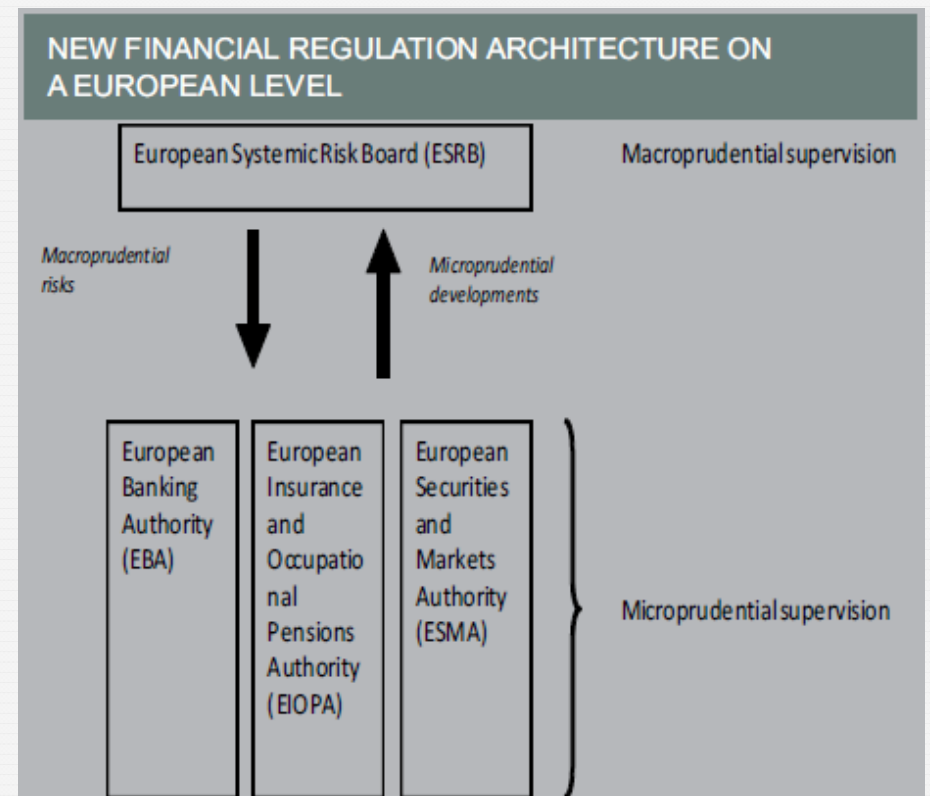 NEW FINANCIAL REGULATION ARCHITECTURE ON
A EUROPEAN LEVEL
European Systemic Risk Board (ESRB)
Macroprudential supervision
Macroprudential
risks
Microprudential
developments
European
Banking
Authority
(EBA)
European
Insurance
and
Occupatio
nal
Pensions
Authority
(EIOPA)
European
Securities
and
Markets
Authority
(ESMA)
Microprudential supervision